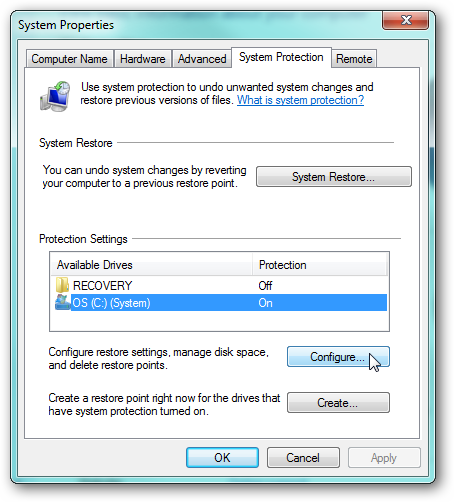 System Properties
Computer Name Hardware Advanced System Protection Remote
Use system protection to undo unwanted system changes and
restore previous versions of files. What is system protection?
System Restore
You can undo system changes by reverting
your computer to a previous restore point.
System Restore...
Protection Settings
Available Drives Protection
RECOVERY Off
OS (C:) (System) On
Configure restore settings, manage disk space,
and delete restore points.
Configure...
Create a restore point right now for the drives that
have system protection turned on.
Create...
OK Cancel Apply